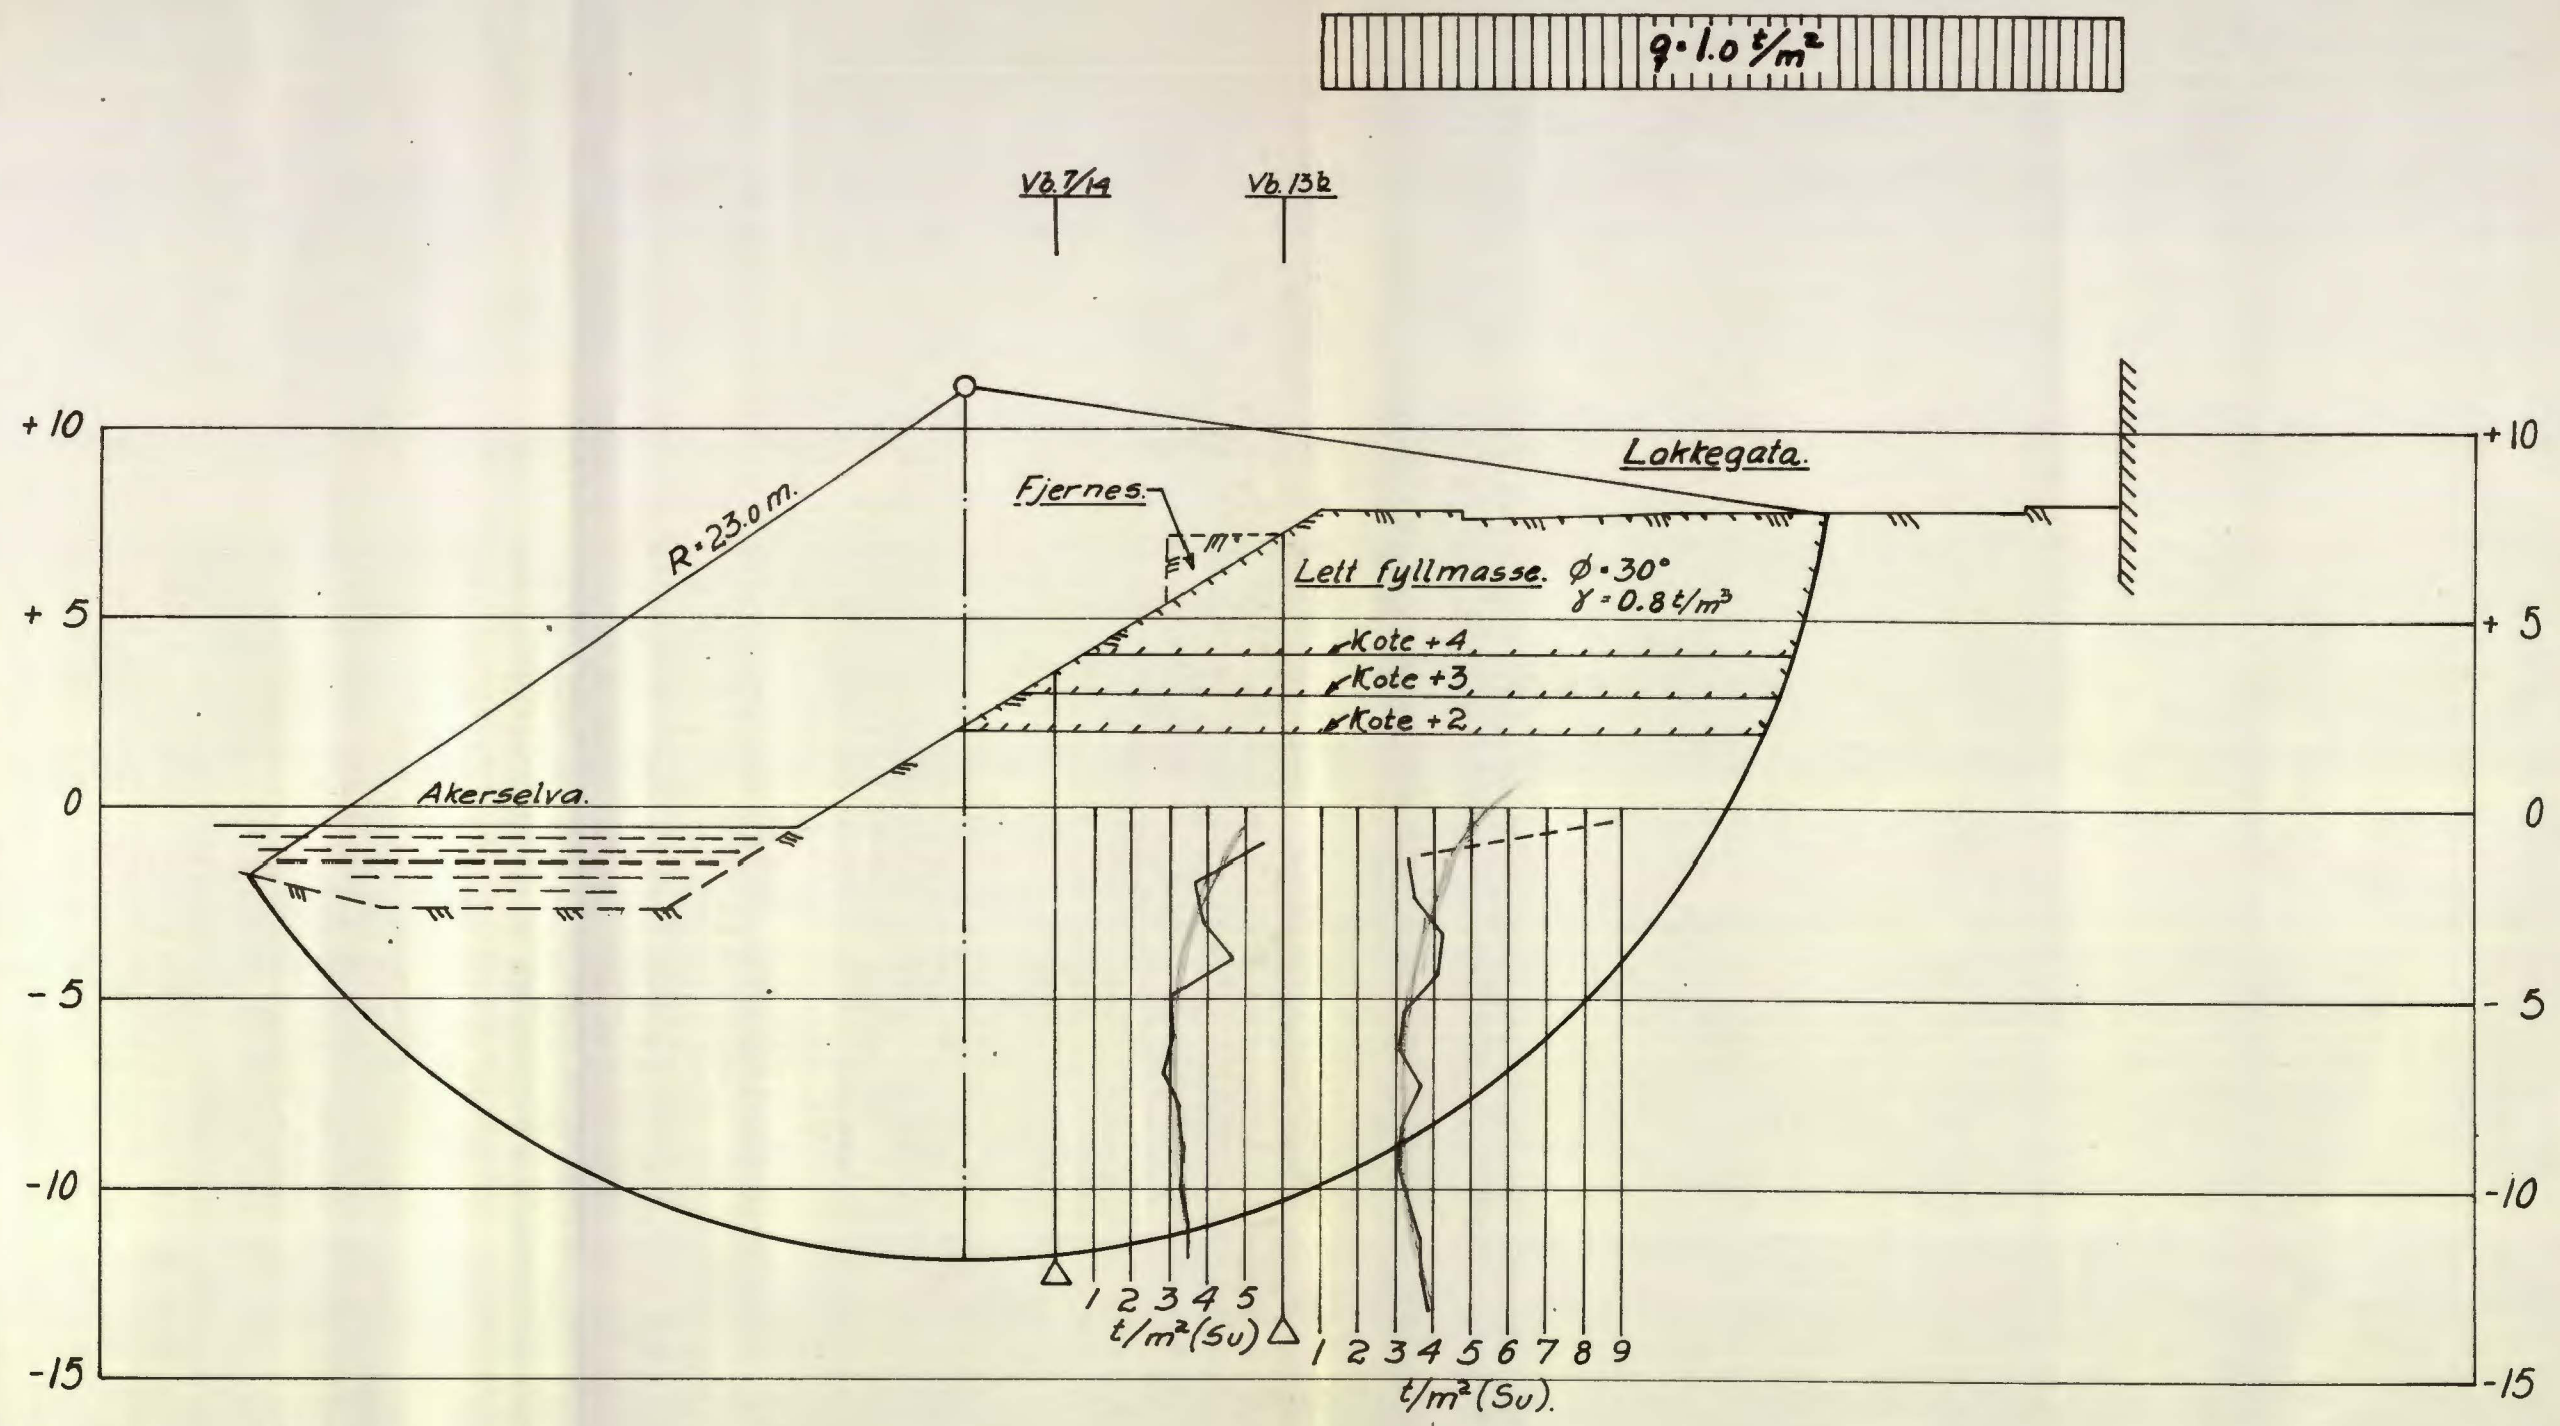 q=1.0 t/m²
Vb. 7/14
Vb. 13b
+10
+10
Lakkegata.
Fjernes.
R=23.0 m.
Lett fyllmasse. φ=30°
γ=0.8 t/m³
+5
+5
Kote +4
Kote +3
Kote +2
Akerselva.
0
0
-5
-5
-10
-10
1 2 3 4 5
t/m² (Su)
1 2 3 4 5 6 7 8 9
t/m² (Su).
-15
-15